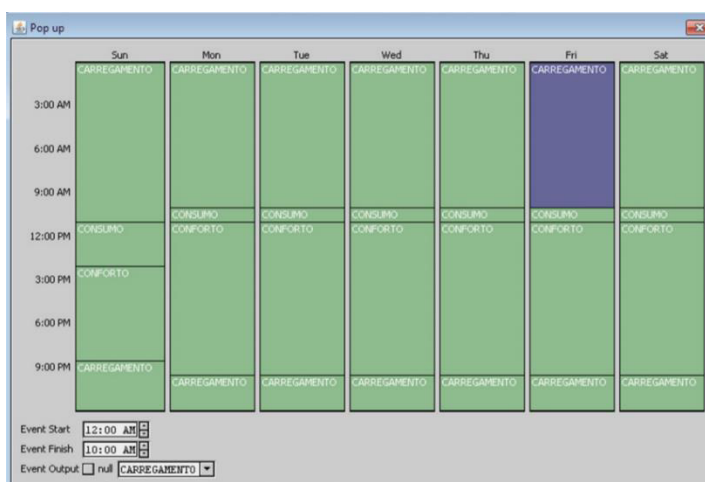 Pop up
Sun Mon Tue Wed Thu Fri Sat
CARREGAMENTO CARREGAMENTO CARREGAMENTO CARREGAMENTO CARREGAMENTO CARREGAMENTO CARREGAMENTO
3:00 AM
6:00 AM
9:00 AM
CONSUMO CONSUMO CONSUMO CONSUMO CONSUMO CONSUMO
12:00 PM CONSUMO CONFORTO CONFORTO CONFORTO CONFORTO CONFORTO CONFORTO
3:00 PM CONFORTO
6:00 PM
9:00 PM CARREGAMENTO
CARREGAMENTO CARREGAMENTO CARREGAMENTO CARREGAMENTO CARREGAMENTO CARREGAMENTO
Event Start 12:00 AM
Event Finish 10:00 AM
Event Output null CARREGAMENTO